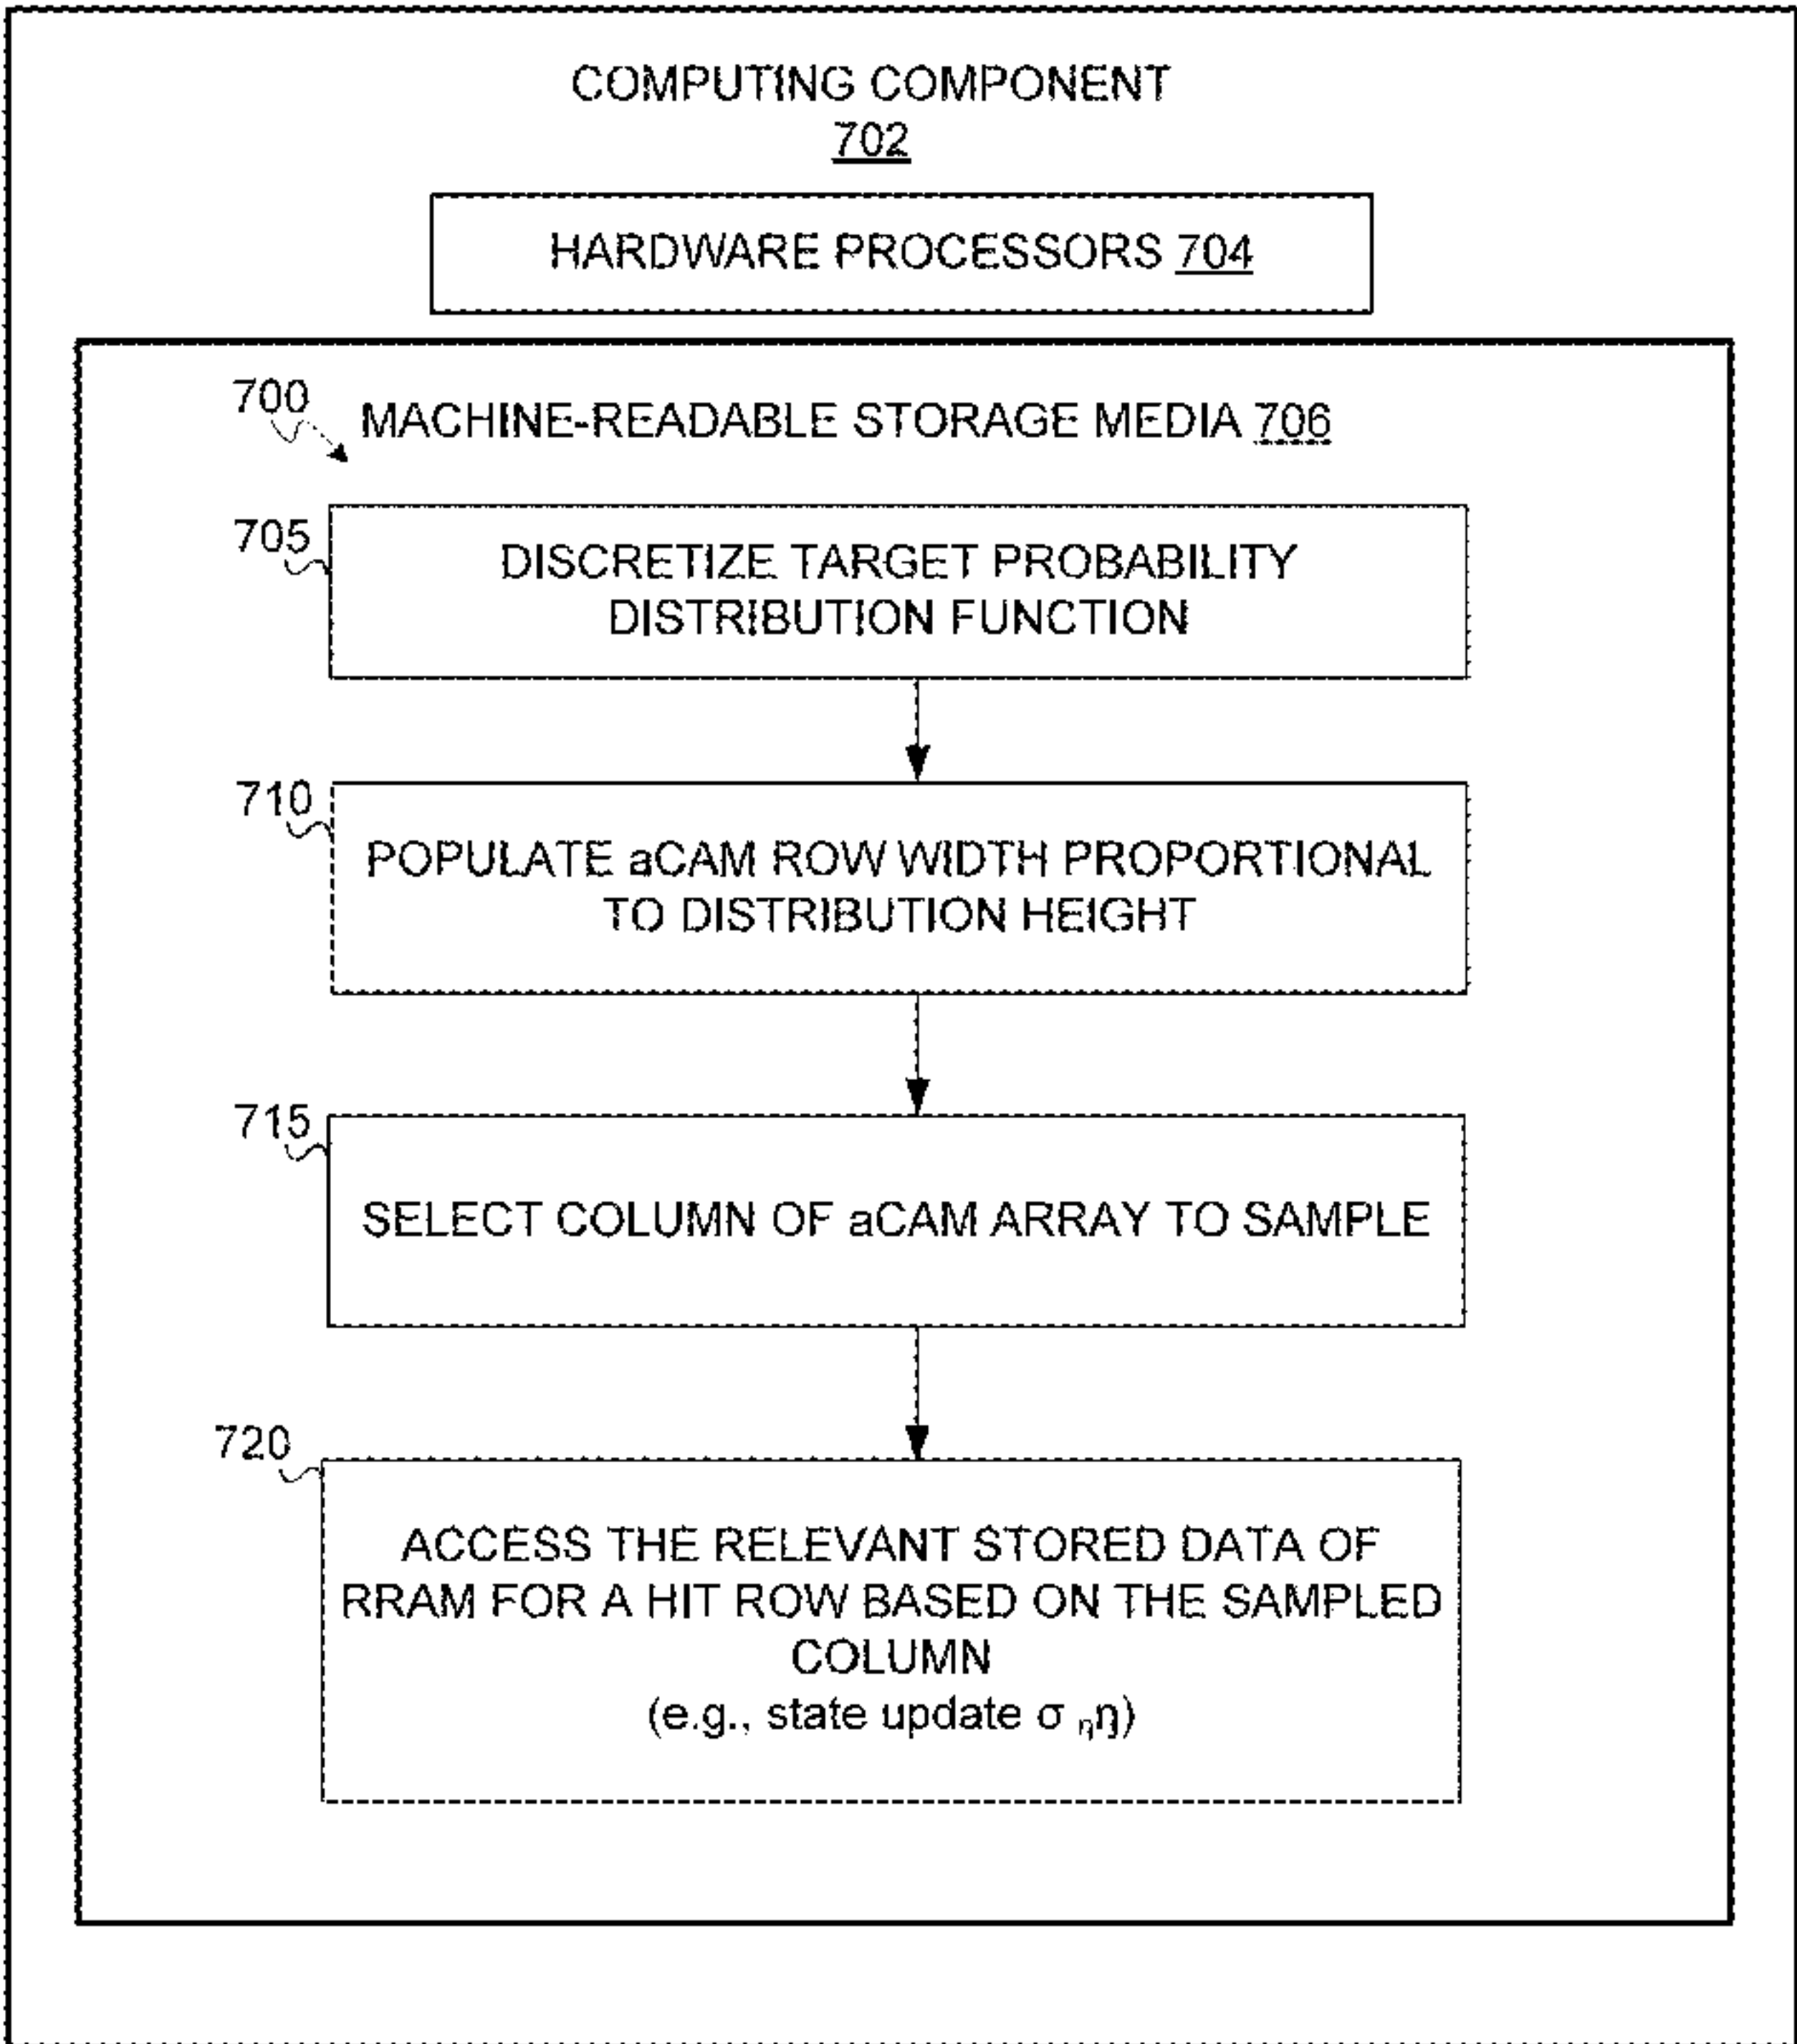 COMPUTING COMPONENT
702
HARDWARE PROCESSORS 704
700
MACHINE-READABLE STORAGE MEDIA 706
705
DISCRETIZE TARGET PROBABILITY
DISTRIBUTION FUNCTION
710
POPULATE aCAM ROW WIDTH PROPORTIONAL
TO DISTRIBUTION HEIGHT
715
SELECT COLUMN OF aCAM ARRAY TO SAMPLE
720
ACCESS THE RELEVANT STORED DATA OF
RRAM FOR A HIT ROW BASED ON THE SAMPLED
COLUMN
(e.g., state update σ ηη)